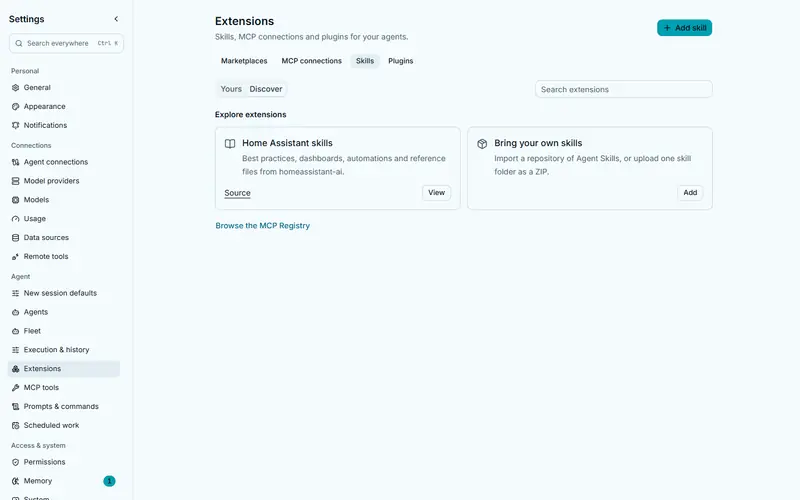 Settings
Search everywhere Ctrl K
Personal
General
Appearance
Notifications
Connections
Agent connections
Model providers
Models
Usage
Data sources
Remote tools
Agent
New session defaults
Agents
Fleet
Execution & history
Extensions
MCP tools
Prompts & commands
Scheduled work
Access & system
Permissions
Memory 1
System
Extensions
Skills, MCP connections and plugins for your agents.
+ Add skill
Marketplaces MCP connections Skills Plugins
Yours Discover
Search extensions
Explore extensions
Home Assistant skills
Best practices, dashboards, automations and reference
files from homeassistant-ai.
Source View
Bring your own skills
Import a repository of Agent Skills, or upload one skill
folder as a ZIP.
Add
Browse the MCP Registry